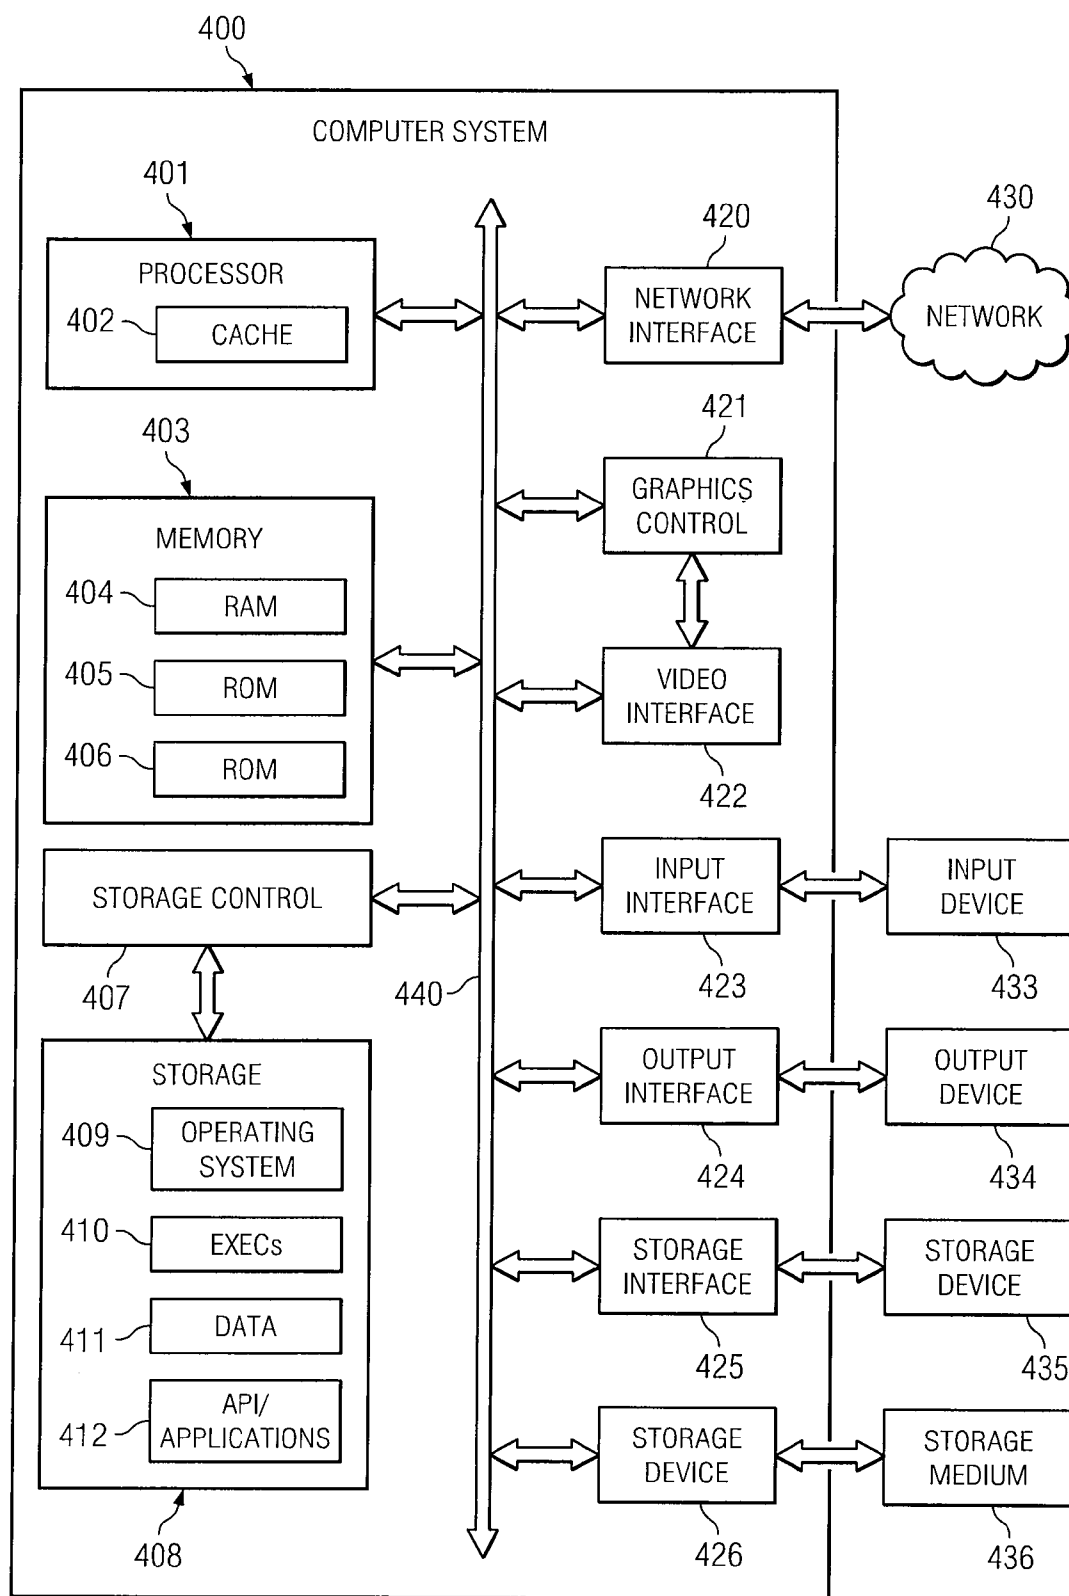 400
COMPUTER SYSTEM
401
PROCESSOR
402
CACHE
403
MEMORY
404
RAM
405
ROM
406
ROM
STORAGE CONTROL
407
STORAGE
409
OPERATING
SYSTEM
410
EXECs
411
DATA
412
API/
APPLICATIONS
408
440
420
NETWORK
INTERFACE
430
NETWORK
421
GRAPHICS
CONTROL
VIDEO
INTERFACE
422
INPUT
INTERFACE
423
INPUT
DEVICE
433
OUTPUT
INTERFACE
424
OUTPUT
DEVICE
434
STORAGE
INTERFACE
425
STORAGE
DEVICE
435
STORAGE
DEVICE
426
STORAGE
MEDIUM
436